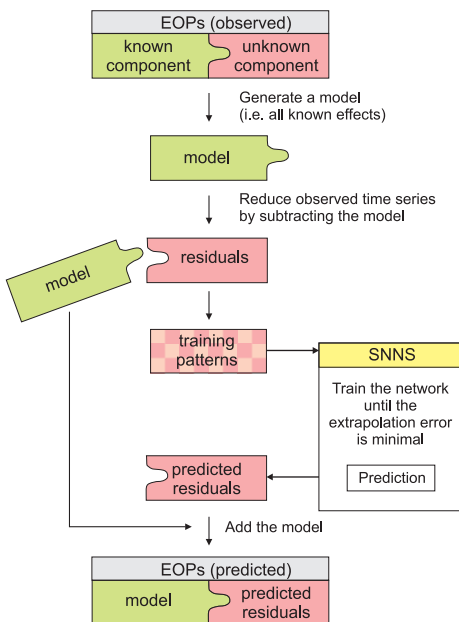 EOPs (observed)
known
component
unknown
component
Generate a model
(i.e. all known effects)
model
Reduce observed time series
by subtracting the model
model
residuals
training
patterns
SNNS
Train the network
until the
extrapolation error
is minimal
Prediction
predicted
residuals
Add the model
EOPs (predicted)
model
predicted
residuals